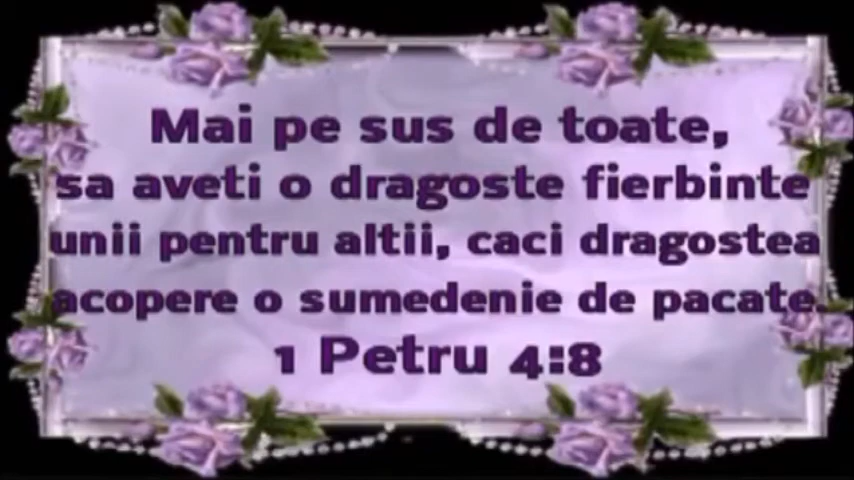 Mai pe sus de toate,
sa aveti o dragoste fierbinte
unii pentru altii, caci dragostea
acopere o sumedenie de pacate.
1 Petru 4:8